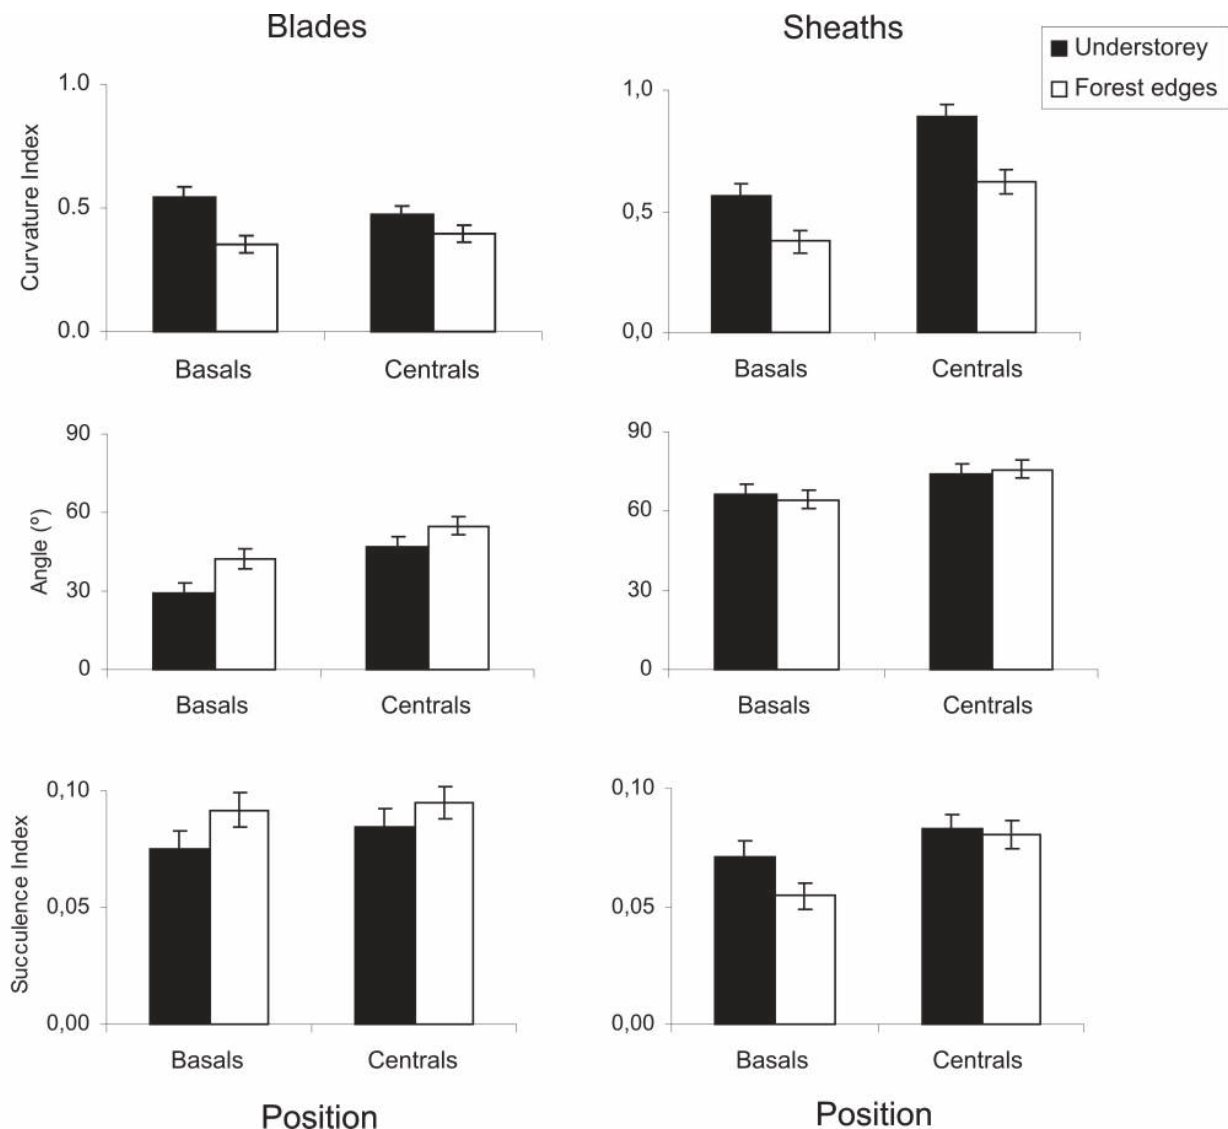 Blades
Sheaths
Understorey
Forest edges
Curvature Index
1.0
0.5
0.0
Basals
Centrals
1,0
0,5
0,0
Basals
Centrals
Angle (°)
90
60
30
0
Basals
Centrals
90
60
30
0
Basals
Centrals
Succulence Index
0,10
0,05
0,00
Basals
Centrals
Position
0,10
0,05
0,00
Basals
Centrals
Position